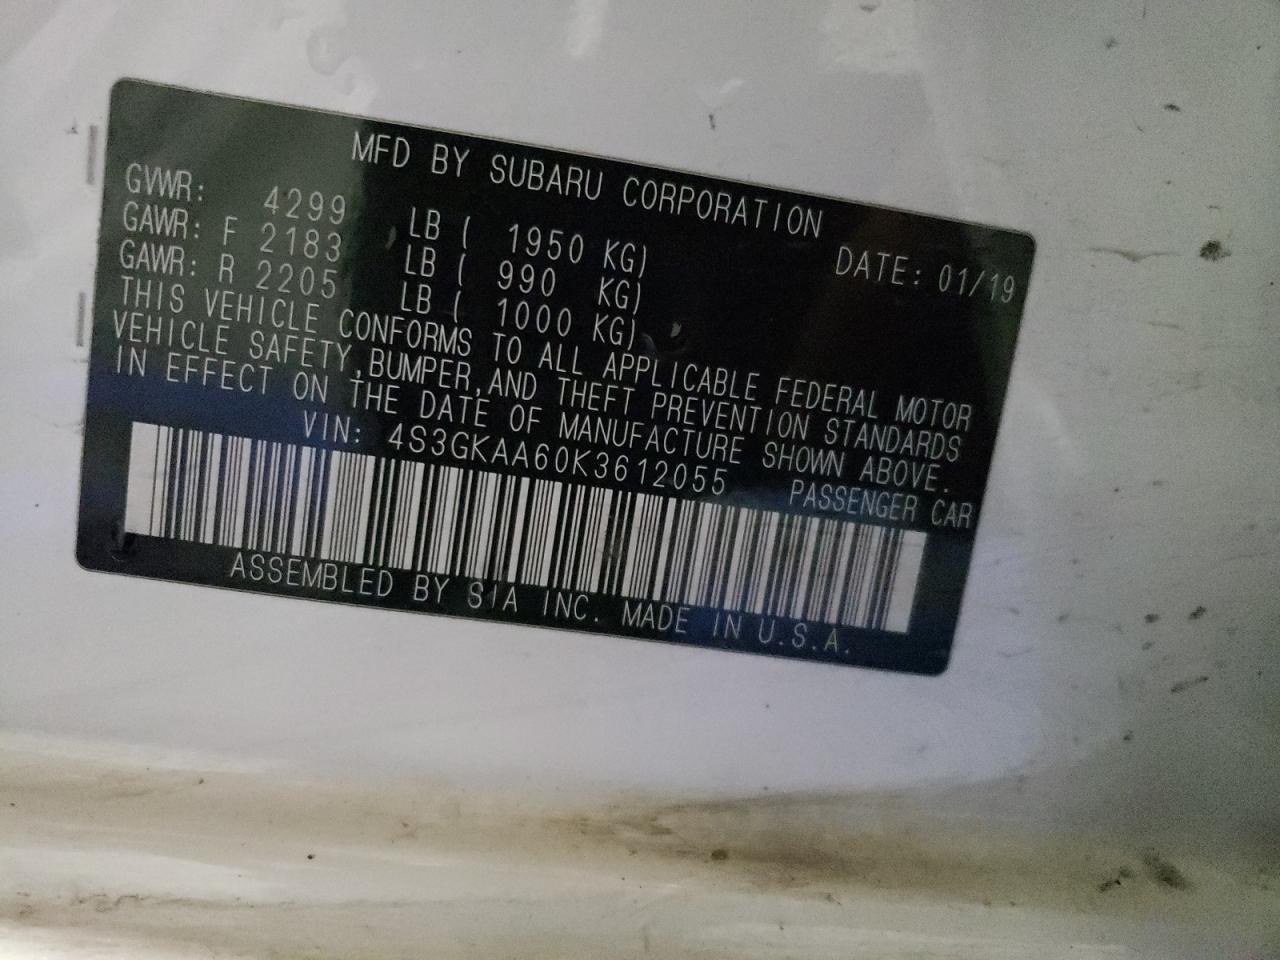 MFD BY SUBARU CORPORATION
GVWR: 4299 LB ( 1950 KG) DATE: 01/19
GAWR: F 2183 LB ( 990 KG)
GAWR: R 2205 LB ( 1000 KG)
THIS VEHICLE CONFORMS TO ALL APPLICABLE FEDERAL MOTOR
VEHICLE SAFETY,BUMPER,AND THEFT PREVENTION STANDARDS
IN EFFECT ON THE DATE OF MANUFACTURE SHOWN ABOVE.
VIN: 4S3GKAA60K3612055 PASSENGER CAR
ASSEMBLED BY SIA INC. MADE IN U.S.A.